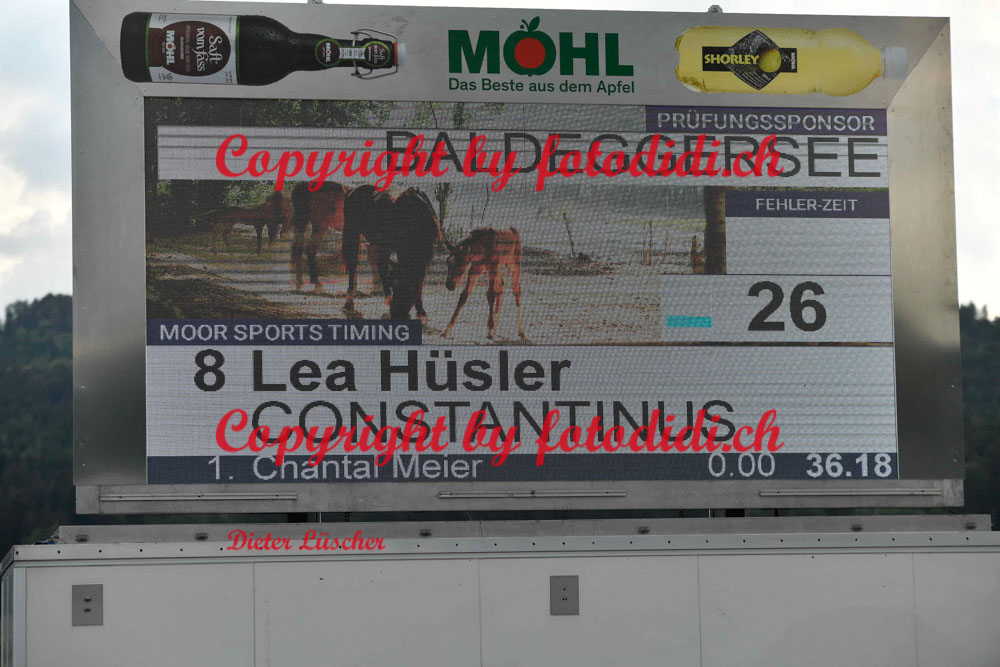 Saft vom Fass
MÖHL
MÖHL
Das Beste aus dem Apfel
SHORLEY
MÖHL
PRÜFUNGSSPONSOR
BALDEGGERSEE
Copyright by fotodidi.ch
FEHLER-ZEIT
26
MOOR SPORTS TIMING
8 Lea Hüsler
CONSTANTINUS
Copyright by fotodidi.ch
1. Chantal Meier 0.00 36.18
Dieter Lüscher